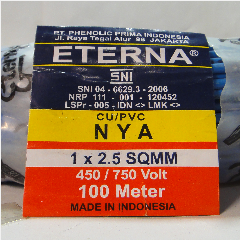 PT. PHENOLIC PRIMA INDONESIA
Jl. Raya Tegal Alur 98 JAKARTA
ETERNA
SNI
SNI 04 - 6629.3 - 2006
NRP 111 - 001 - 120452
LSPr - 005 - IDN <> LMK <>
CU/PVC
NYA
1 x 2.5 SQMM
450 / 750 Volt
100 Meter
MADE IN INDONESIA